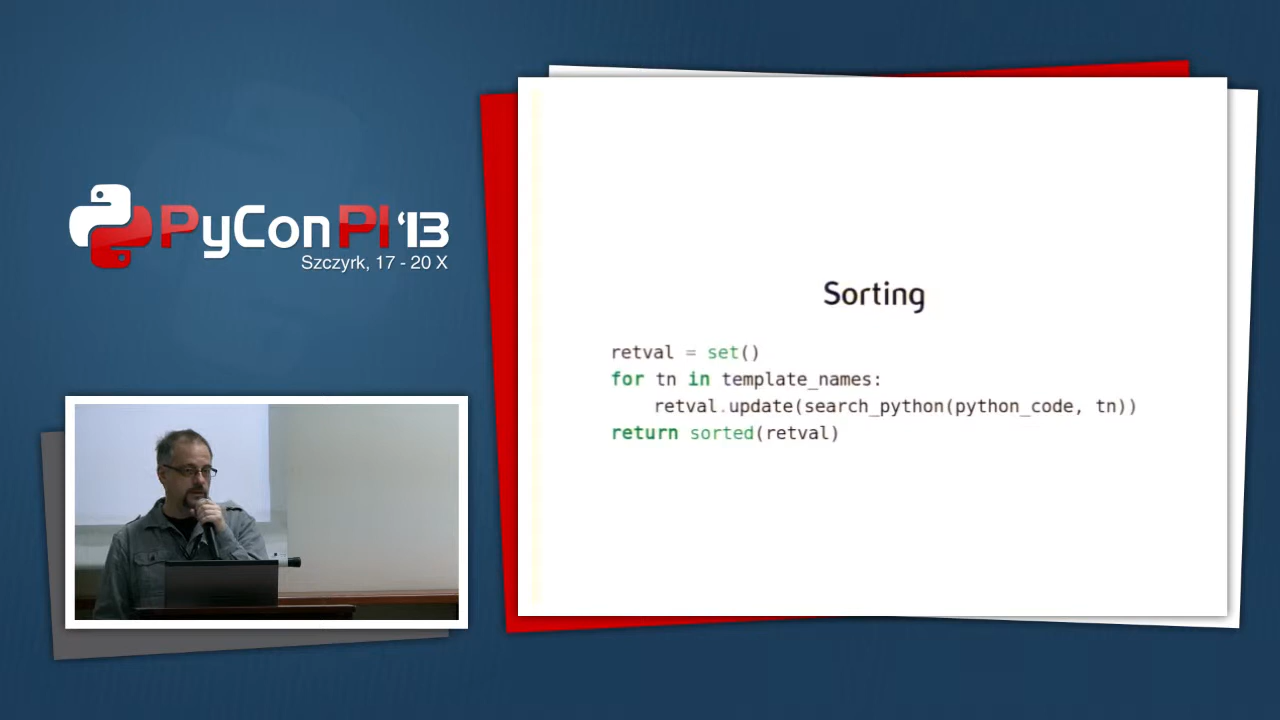 PyConPl '13
Szczyrk, 17 - 20 X
Sorting
retval = set()
for tn in template_names:
    retval.update(search_python(python_code, tn))
return sorted(retval)